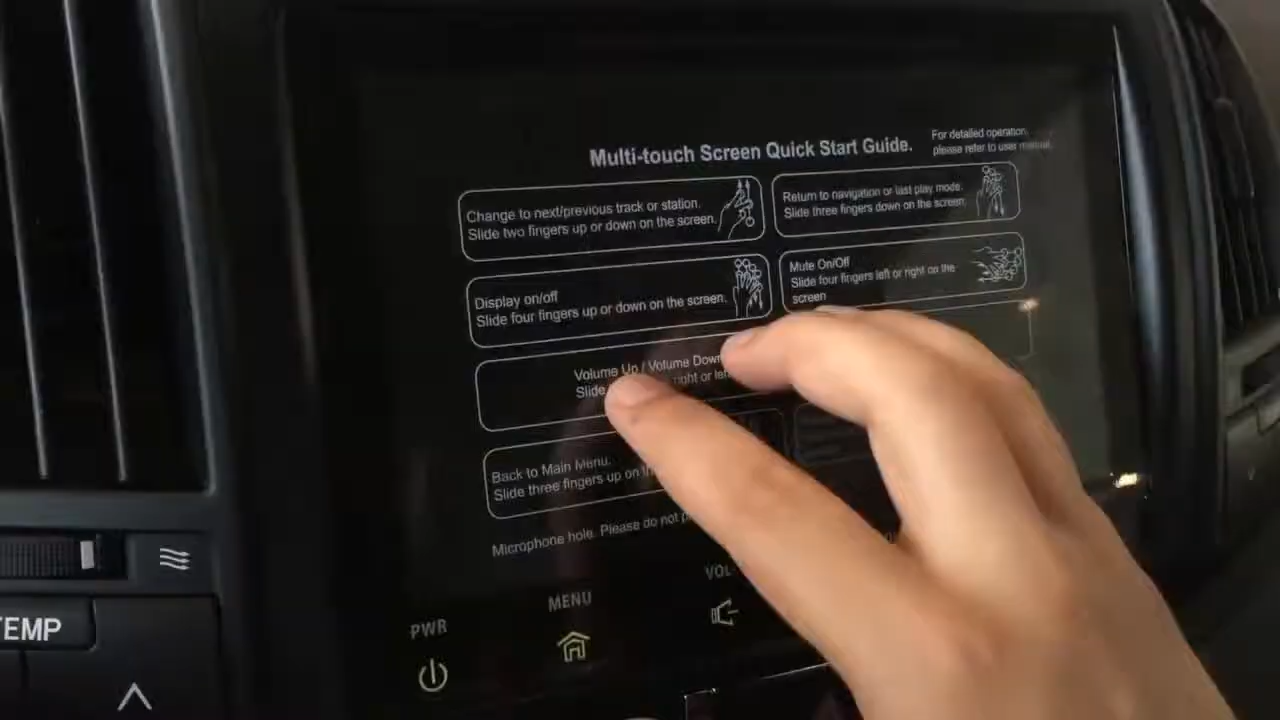 Multi-touch Screen Quick Start Guide.
For detailed operation,
please refer to user manual.
Change to next/previous track or station.
Slide two fingers up or down on the screen.
Return to navigation or last play mode.
Slide three fingers down on the screen.
Display on/off
Slide four fingers up or down on the screen.
Mute On/Off
Slide four fingers left or right on the
screen
Volume Up / Volume Down
Slide right or left
Back to Main Menu.
Slide three fingers up on
Microphone hole. Please do not
PWR
MENU
VOL
TEMP